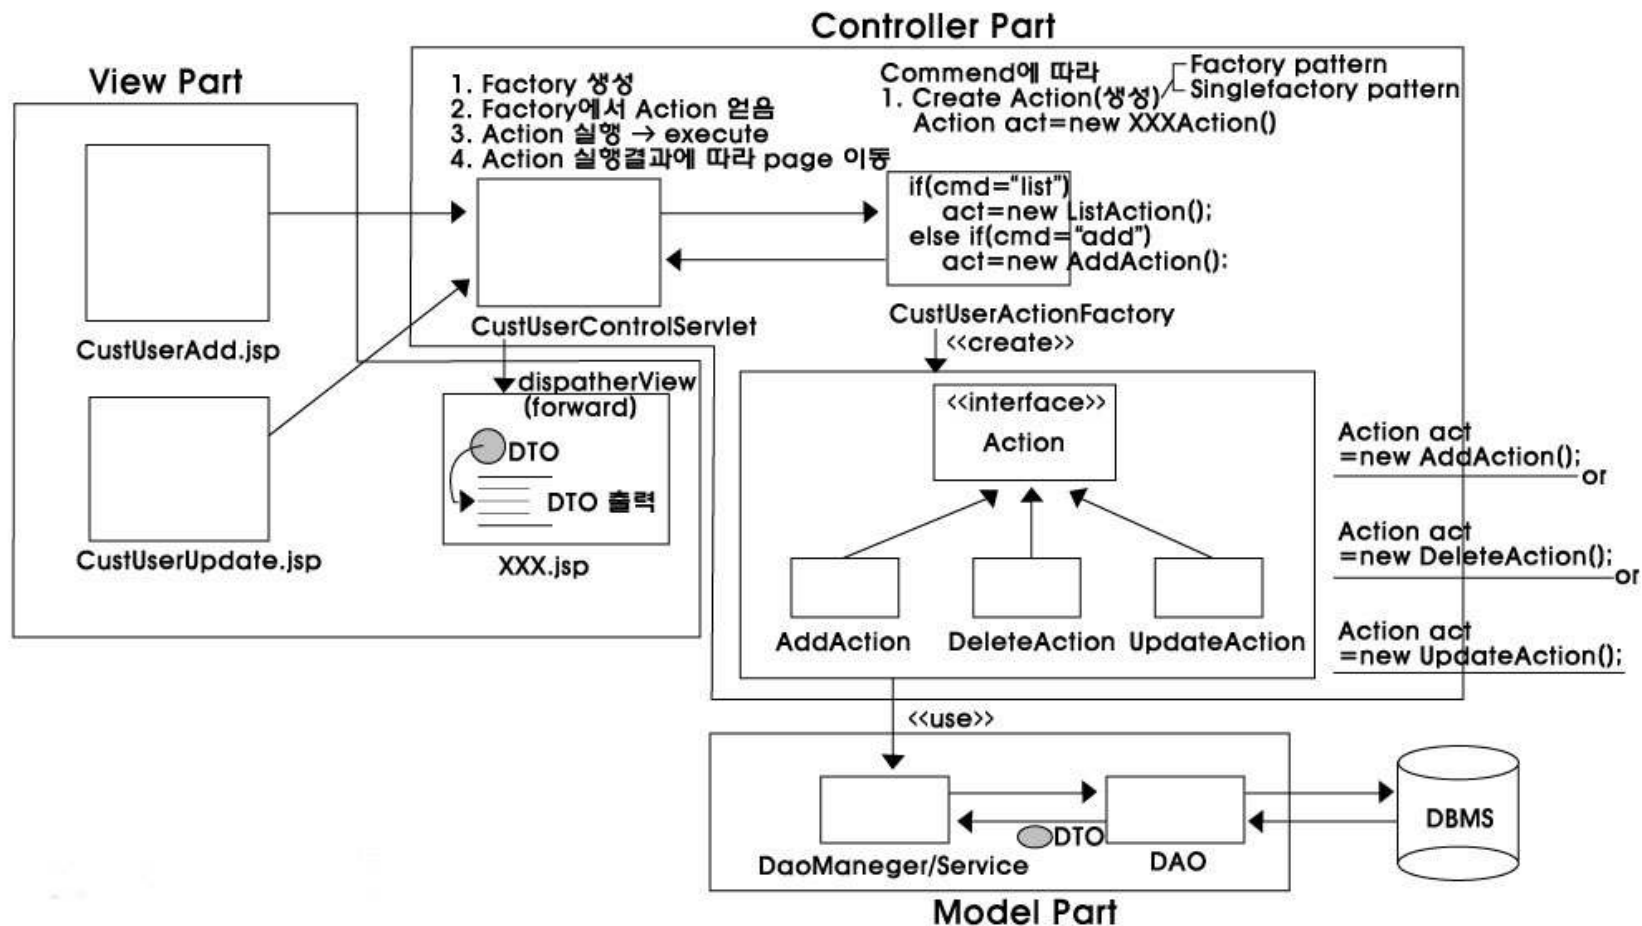 Controller Part
View Part
1. Factory 생성
2. Factory에서 Action 얻음
3. Action 실행 → execute
4. Action 실행결과에 따라 page 이동
Commend에 따라
1. Create Action(생성)
Action act=new XXXAction()
Factory pattern
Singlefactory pattern
if(cmd="list")
act=new ListAction();
else if(cmd="add")
act=new AddAction():
CustUserControlServlet
CustUserActionFactory
<<create>>
CustUserAdd.jsp
CustUserUpdate.jsp
dispatherView
(forward)
DTO
DTO 출력
XXX.jsp
<<interface>>
Action
AddAction
DeleteAction
UpdateAction
Action act
=new AddAction();
or
Action act
=new DeleteAction();
or
Action act
=new UpdateAction();
<<use>>
DaoManeger/Service
DTO
DAO
DBMS
Model Part